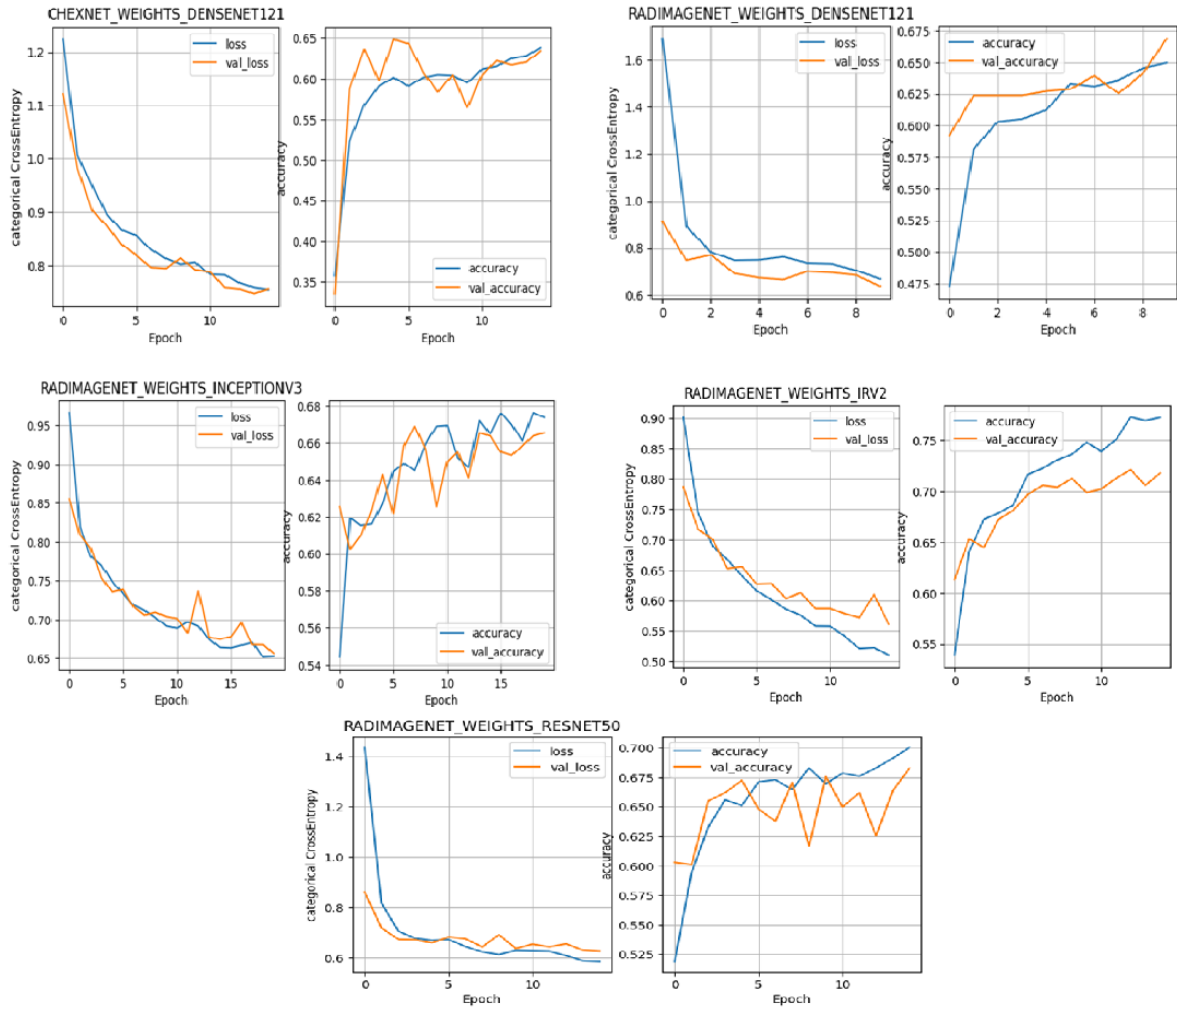 CHEXNET_WEIGHTS_DENSENET121
loss
val_loss
categorical CrossEntropy
1.2
1.1
1.0
0.9
0.8
0 5 10
Epoch
accuracy
val_accuracy
accuracy
0.65
0.60
0.55
0.50
0.45
0.40
0.35
0 5 10
Epoch
RADIMAGENET_WEIGHTS_DENSENET121
loss
val_loss
categorical CrossEntropy
1.6
1.4
1.2
1.0
0.8
0.6
0 2 4 6 8
Epoch
accuracy
val_accuracy
accuracy
0.675
0.650
0.625
0.600
0.575
0.550
0.525
0.500
0.475
0 2 4 6 8
Epoch
RADIMAGENET_WEIGHTS_INCEPTIONV3
loss
val_loss
categorical CrossEntropy
0.95
0.90
0.85
0.80
0.75
0.70
0.65
0 5 10 15
Epoch
accuracy
val_accuracy
accuracy
0.68
0.66
0.64
0.62
0.60
0.58
0.56
0.54
0 5 10 15
Epoch
RADIMAGENET_WEIGHTS_IRV2
loss
val_loss
categorical CrossEntropy
0.90
0.85
0.80
0.75
0.70
0.65
0.60
0.55
0.50
0 5 10
Epoch
accuracy
val_accuracy
accuracy
0.75
0.70
0.65
0.60
0.55
0 5 10
Epoch
RADIMAGENET_WEIGHTS_RESNET50
loss
val_loss
categorical CrossEntropy
1.4
1.2
1.0
0.8
0.6
0 5 10
Epoch
accuracy
val_accuracy
accuracy
0.700
0.675
0.650
0.625
0.600
0.575
0.550
0.525
0 5 10
Epoch